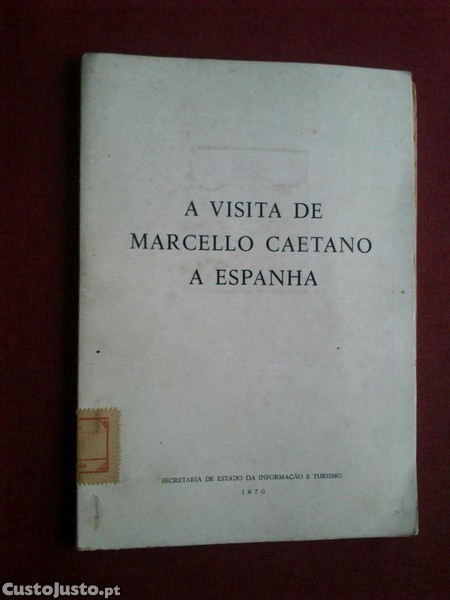 A VISITA DE
MARCELLO CAETANO
A ESPANHA
SECRETARIA DE ESTADO DA INFORMAÇÃO E TURISMO
1970
CustoJusto.pt